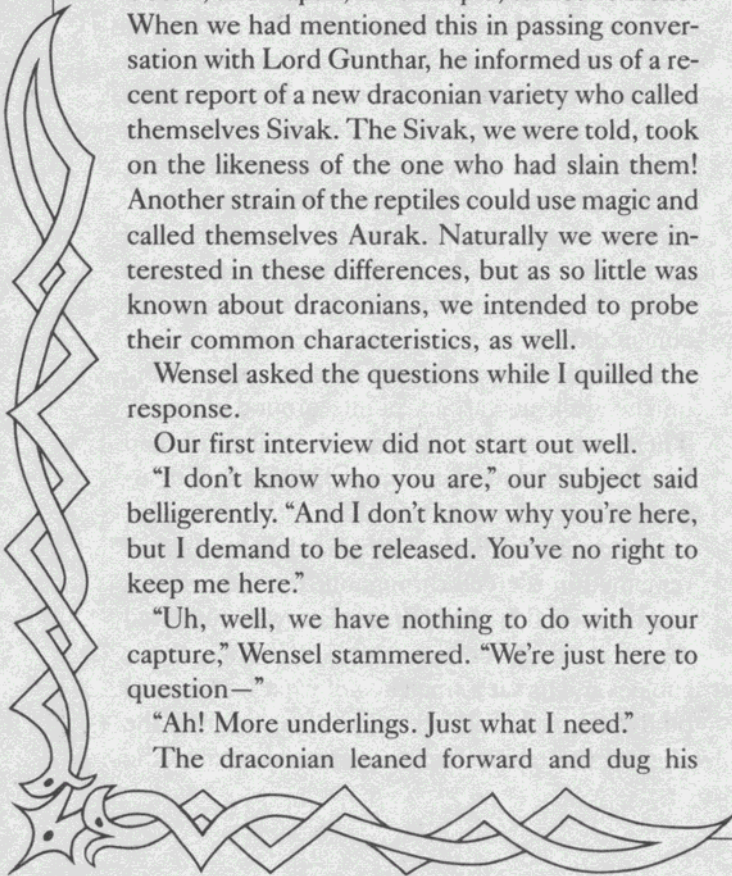 When we had mentioned this in passing conver-
sation with Lord Gunthar, he informed us of a re-
cent report of a new draconian variety who called
themselves Sivak. The Sivak, we were told, took
on the likeness of the one who had slain them!
Another strain of the reptiles could use magic and
called themselves Aurak. Naturally we were in-
terested in these differences, but as so little was
known about draconians, we intended to probe
their common characteristics, as well.
Wensel asked the questions while I quilled the
response.
Our first interview did not start out well.
“I don’t know who you are,” our subject said
belligerently. “And I don’t know why you’re here,
but I demand to be released. You’ve no right to
keep me here.”
“Uh, well, we have nothing to do with your
capture,” Wensel stammered. “We’re just here to
question—”
“Ah! More underlings. Just what I need.”
The draconian leaned forward and dug his